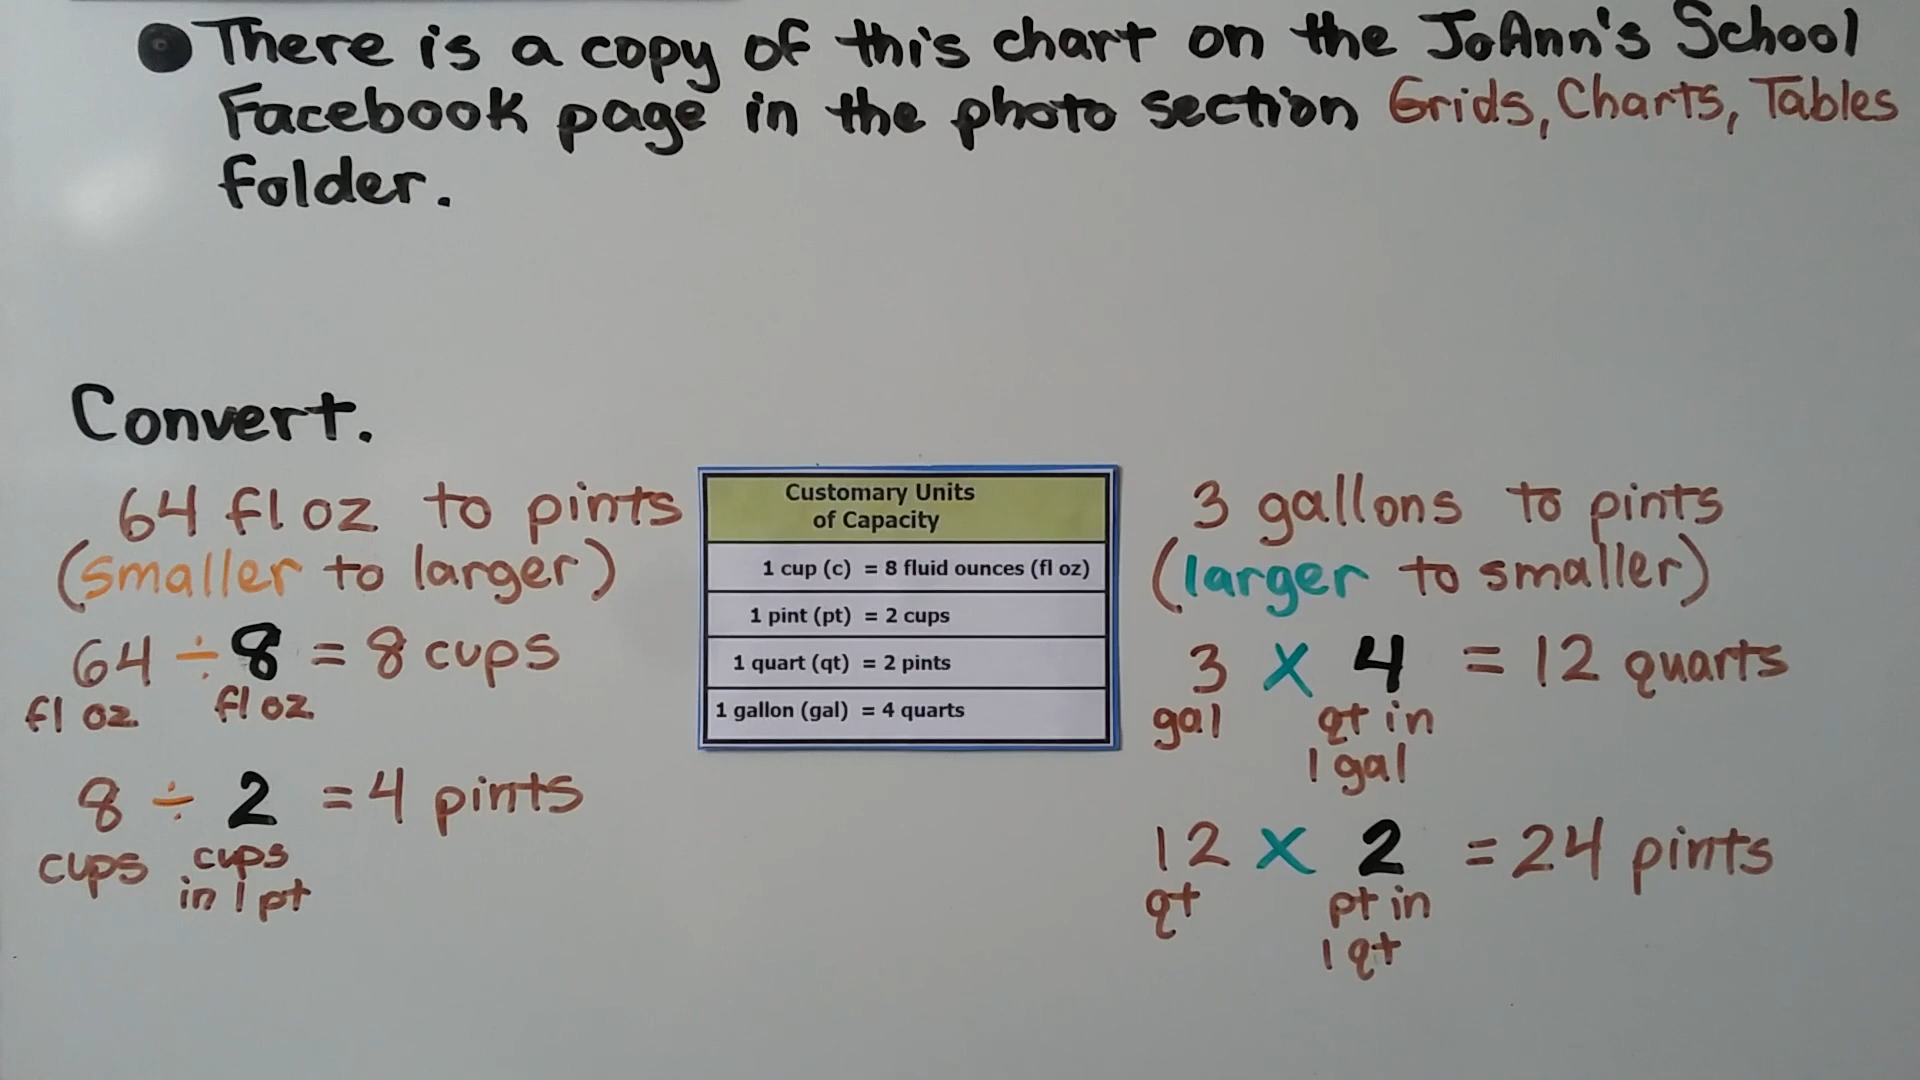 There is a copy of this chart on the JoAnn's School
Facebook page in the photo section Grids, Charts, Tables
folder.
Convert.
64 fl oz to pints
(smaller to larger)
64 ÷ 8 = 8 cups
fl oz fl oz
8 ÷ 2 = 4 pints
cups cups
in 1 pt
Customary Units
of Capacity
1 cup (c) = 8 fluid ounces (fl oz)
1 pint (pt) = 2 cups
1 quart (qt) = 2 pints
1 gallon (gal) = 4 quarts
3 gallons to pints
(larger to smaller)
3 x 4 = 12 quarts
gal qt in
1 gal
12 x 2 = 24 pints
qt pt in
1 qt